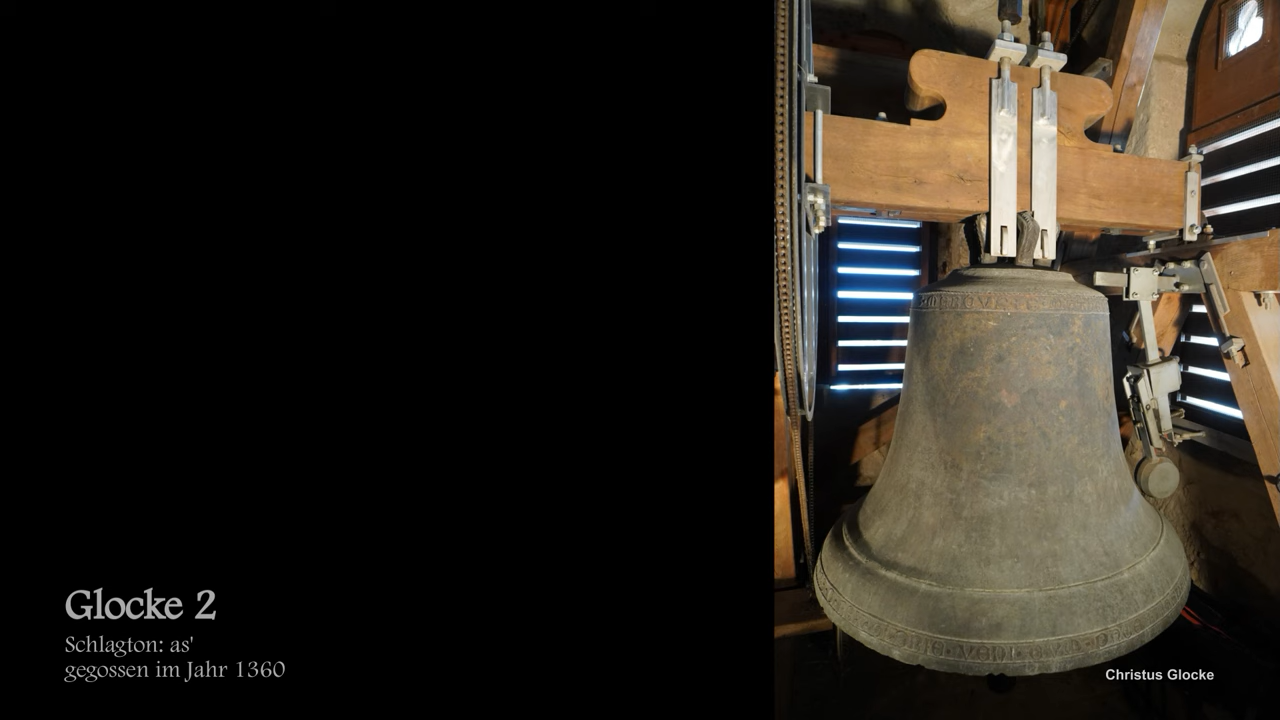 Glocke 2
Schlagton: as'
gegossen im Jahr 1360
Christus Glocke